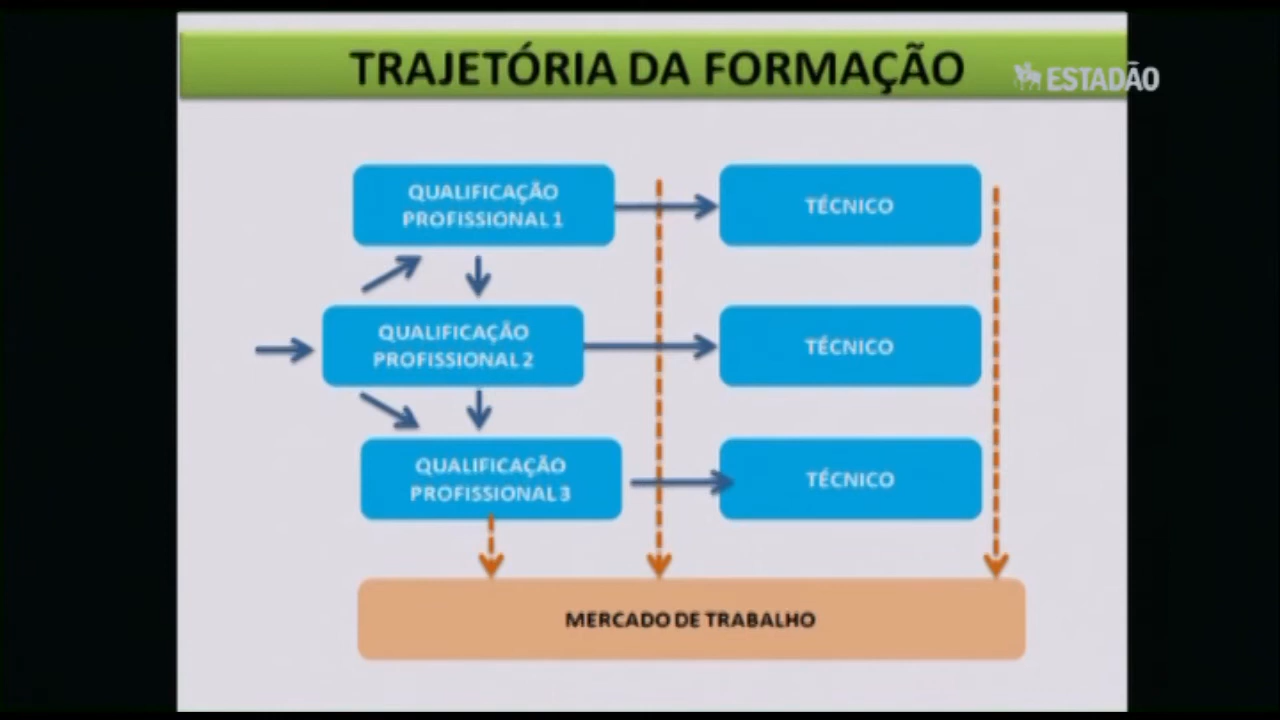 TRAJETÓRIA DA FORMAÇÃO
ESTADÃO
QUALIFICAÇÃO
PROFISSIONAL 1
TÉCNICO
QUALIFICAÇÃO
PROFISSIONAL 2
TÉCNICO
QUALIFICAÇÃO
PROFISSIONAL 3
TÉCNICO
MERCADO DE TRABALHO